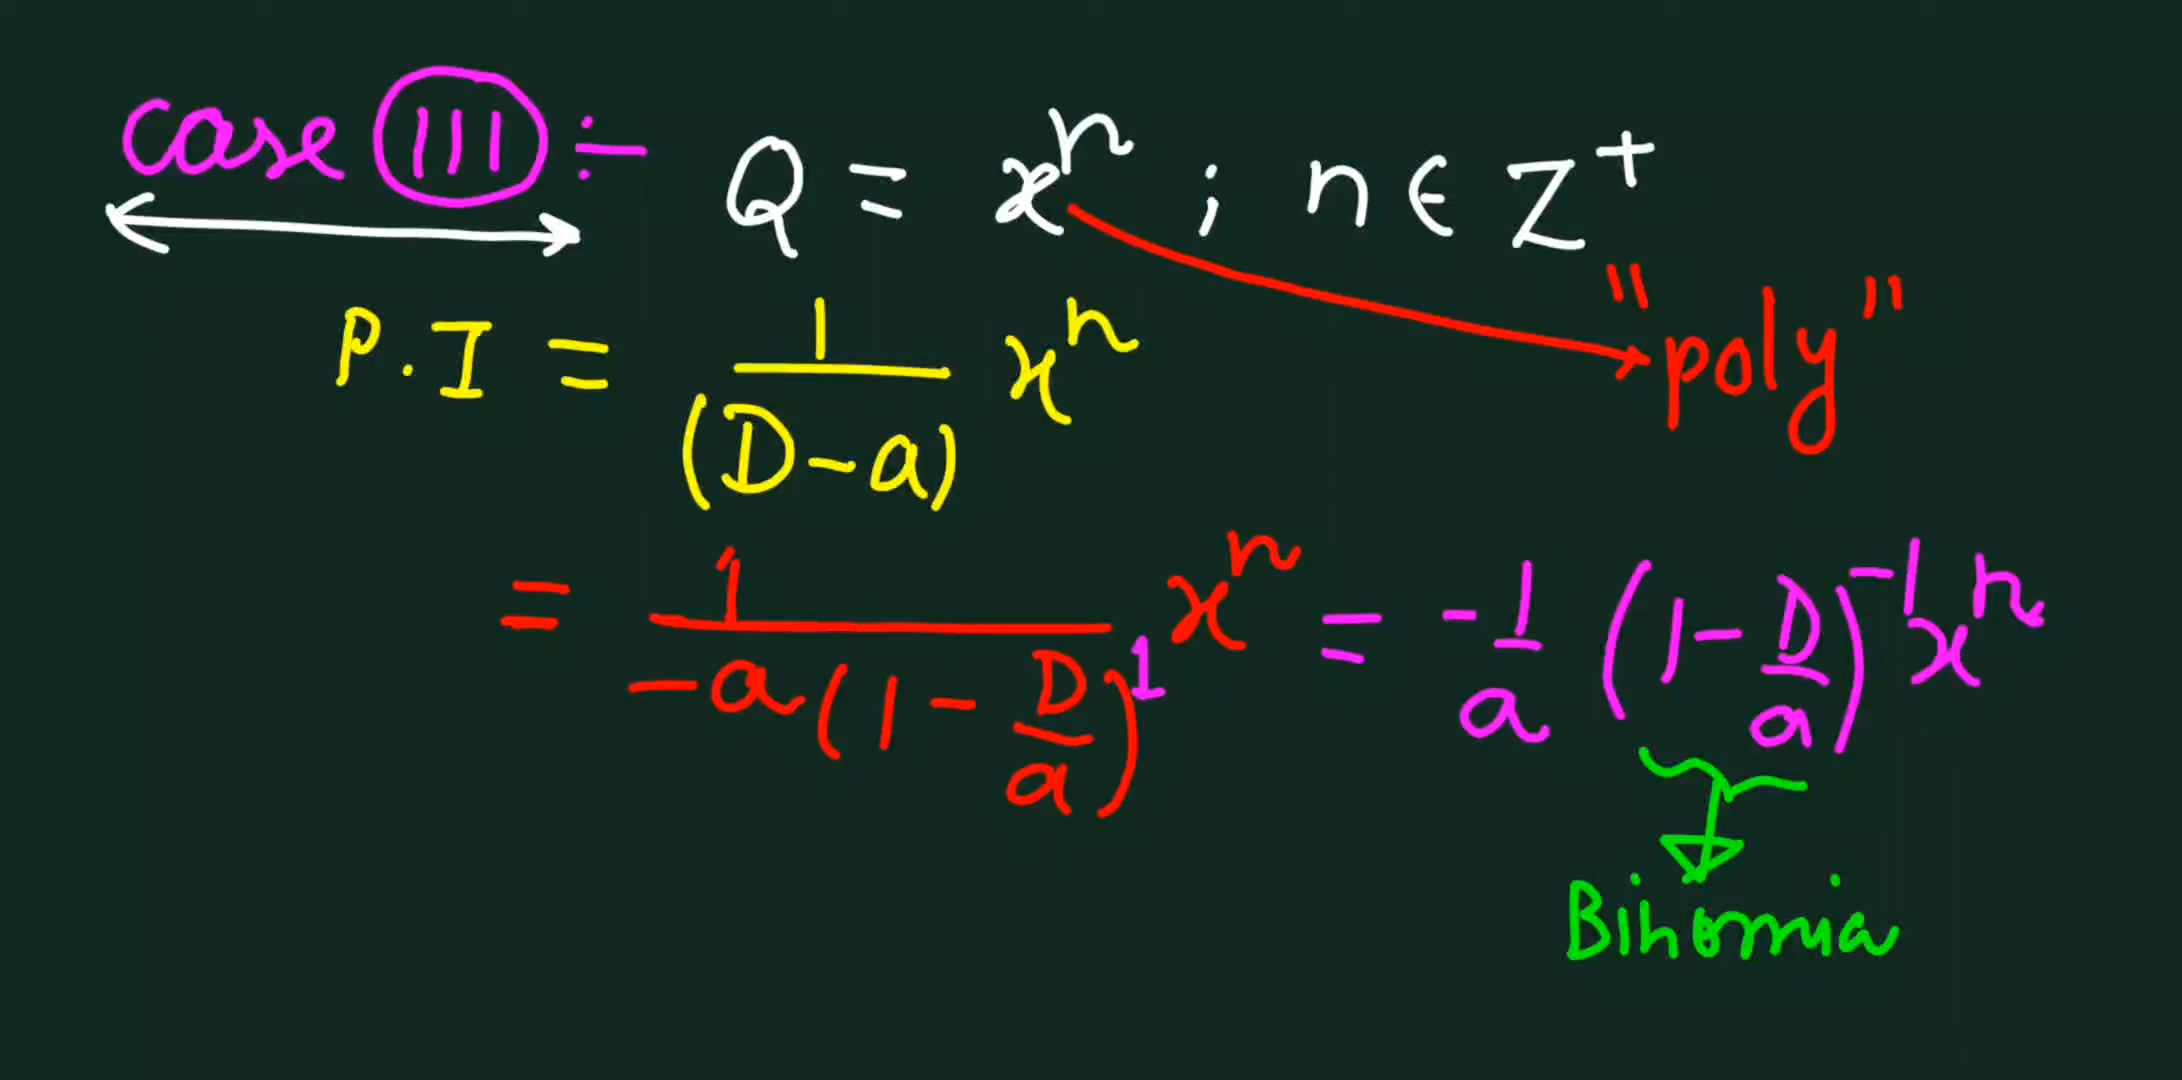 case III :- Q = x^n ; n ∈ Z^+
"poly"
P.I = 1/(D-a) x^n
= 1/(-a(1-D/a)^1) x^n = -1/a (1-D/a)^-1 x^n
Binomia